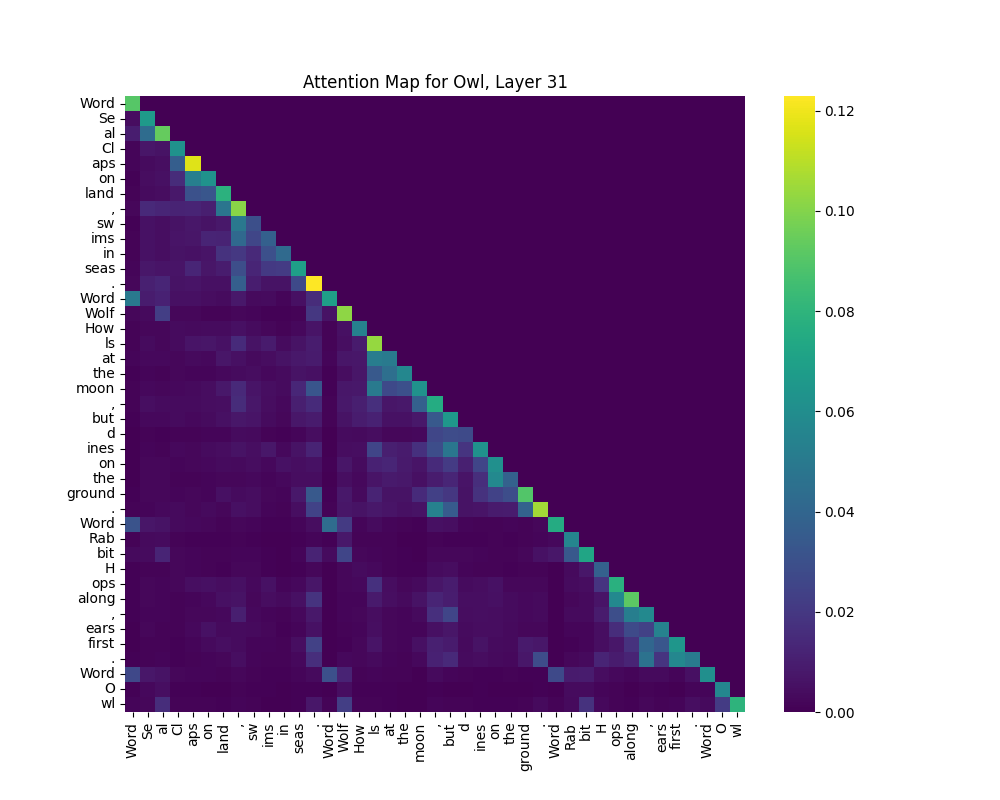 Attention Map for Owl, Layer 31
Word
Se
al
Cl
aps
on
land
,
sw
ims
in
seas
.
Word
Wolf
How
ls
at
the
moon
,
but
d
ines
on
the
ground
.
Word
Rab
bit
H
ops
along
,
ears
first
.
Word
O
wl
Word
Se
al
Cl
aps
on
land
,
sw
ims
in
seas
.
Word
Wolf
How
ls
at
the
moon
,
but
d
ines
on
the
ground
.
Word
Rab
bit
H
ops
along
,
ears
first
.
Word
O
wl
0.12
0.10
0.08
0.06
0.04
0.02
0.00